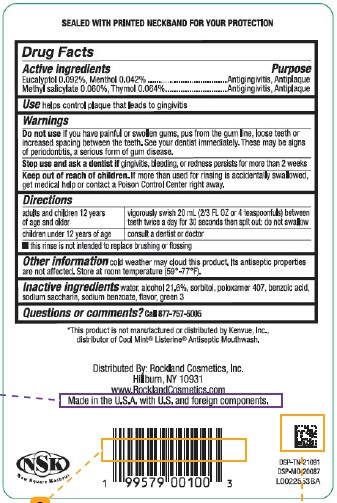 SEALED WITH PRINTED NECKBAND FOR YOUR PROTECTION
Drug Facts
Active ingredients Purpose
Eucalyptol 0.092%, Menthol 0.042% Antigingivitis, Antiplaque
Methyl salicylate 0.060%, Thymol 0.064% Antigingivitis, Antiplaque
Use helps control plaque that leads to gingivitis
Warnings
Do not use if you have painful or swollen gums, pus from the gum line, loose teeth or
increased spacing between the teeth. See your dentist immediately. These may be signs
of periodontitis, a serious form of gum disease.
Stop use and ask a dentist if gingivitis, bleeding, or redness persists for more than 2 weeks
Keep out of reach of children. If more than used for rinsing is accidentally swallowed,
get medical help or contact a Poison Control Center right away.
Directions
adults and children 12 years vigorously swish 20 mL (2/3 FL OZ or 4 teaspoonfuls) between
of age and older teeth twice a day for 30 seconds then spit out; do not swallow
children under 12 years of age consult a dentist or doctor
■ this rinse is not intended to replace brushing or flossing
Other information cold weather may cloud this product. Its antiseptic properties
are not affected. Store at room temperature (59°-77°F).
Inactive ingredients water, alcohol 21.6%, sorbitol, poloxamer 407, benzoic acid,
sodium saccharin, sodium benzoate, flavor, green 3
Questions or comments? Call 877-757-5005
*This product is not manufactured or distributed by Kenvue, Inc.,
distributor of Cool Mint® Listerine® Antiseptic Mouthwash.
Distributed By: Rockland Cosmetics, Inc.
Hillburn, NY 10931
www.RocklandCosmetics.com
Made in the U.S.A. with U.S. and foreign components.
NSK
New Square Kashrus
1 99579 00100 3
DSP-TN-21091
DSP-MO-20087
L0022553BA